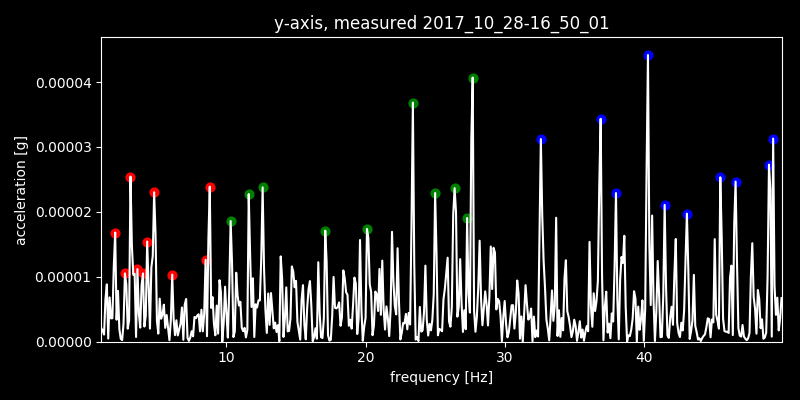 y-axis, measured 2017_10_28-16_50_01
acceleration [g]
0.00004
0.00003
0.00002
0.00001
0.00000
10 20 30 40
frequency [Hz]